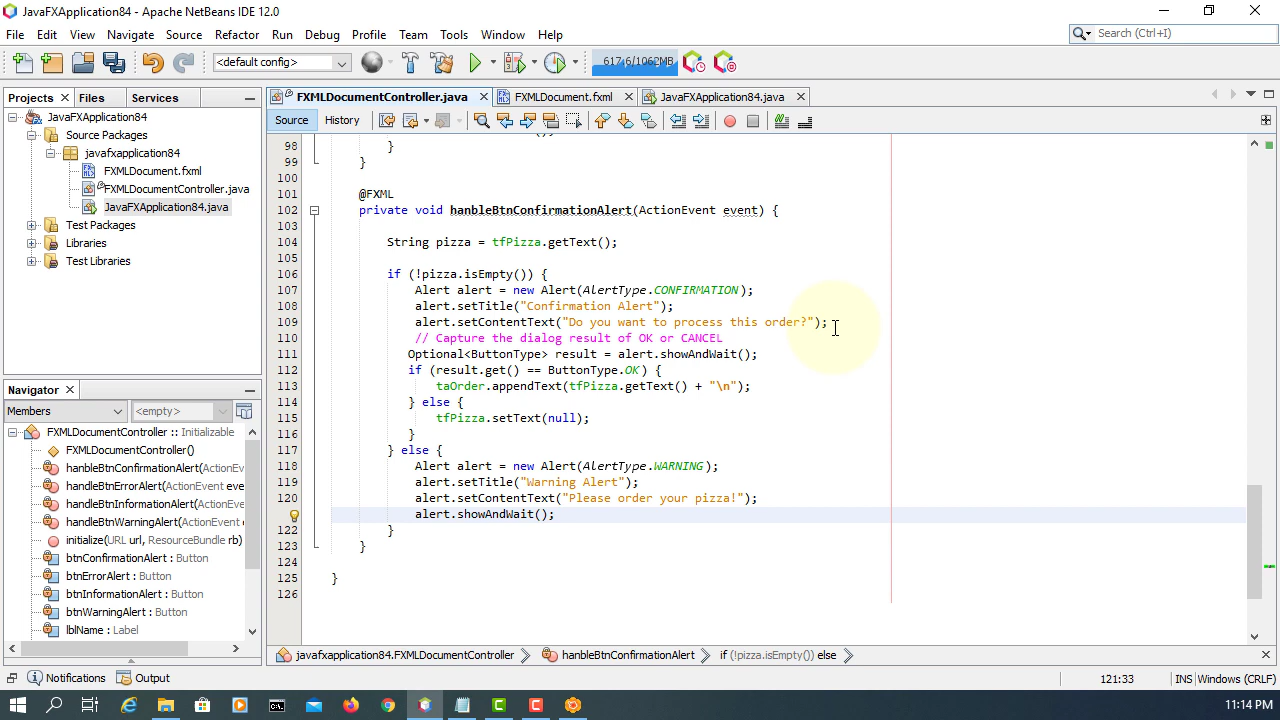 JavaFXApplication84 - Apache NetBeans IDE 12.0
File Edit View Navigate Source Refactor Run Debug Profile Team Tools Window Help
Search (Ctrl+I)
<default config>
617.6/1062MB
Projects Files Services
JavaFXApplication84
Source Packages
javafxapplication84
FXMLDocument.fxml
FXMLDocumentController.java
JavaFXApplication84.java
Test Packages
Libraries
Test Libraries
Navigator
Members
<empty>
FXMLDocumentController :: Initializable
FXMLDocumentController()
hanbleBtnConfirmationAlert(ActionEv
handleBtnErrorAlert(ActionEvent eve
handleBtnInformationAlert(ActionEve
handleBtnWarningAlert(ActionEvent
initialize(URL url, ResourceBundle rb)
btnConfirmationAlert : Button
btnErrorAlert : Button
btnInformationAlert : Button
btnWarningAlert : Button
lblName : Label
FXMLDocumentController.java FXMLDocument.fxml JavaFXApplication84.java
Source History
98 }
99 }
100
101 @FXML
102 private void hanbleBtnConfirmationAlert(ActionEvent event) {
103
104 String pizza = tfPizza.getText();
105
106 if (!pizza.isEmpty()) {
107 Alert alert = new Alert(AlertType.CONFIRMATION);
108 alert.setTitle("Confirmation Alert");
109 alert.setContentText("Do you want to process this order?");
110 // Capture the dialog result of OK or CANCEL
111 Optional<ButtonType> result = alert.showAndWait();
112 if (result.get() == ButtonType.OK) {
113 taOrder.appendText(tfPizza.getText() + "\n");
114 } else {
115 tfPizza.setText(null);
116 }
117 } else {
118 Alert alert = new Alert(AlertType.WARNING);
119 alert.setTitle("Warning Alert");
120 alert.setContentText("Please order your pizza!");
alert.showAndWait();
122 }
123 }
124
125 }
126
javafxapplication84.FXMLDocumentController hanbleBtnConfirmationAlert if (!pizza.isEmpty()) else
Notifications Output
121:33 INS Windows (CRLF)
11:14 PM